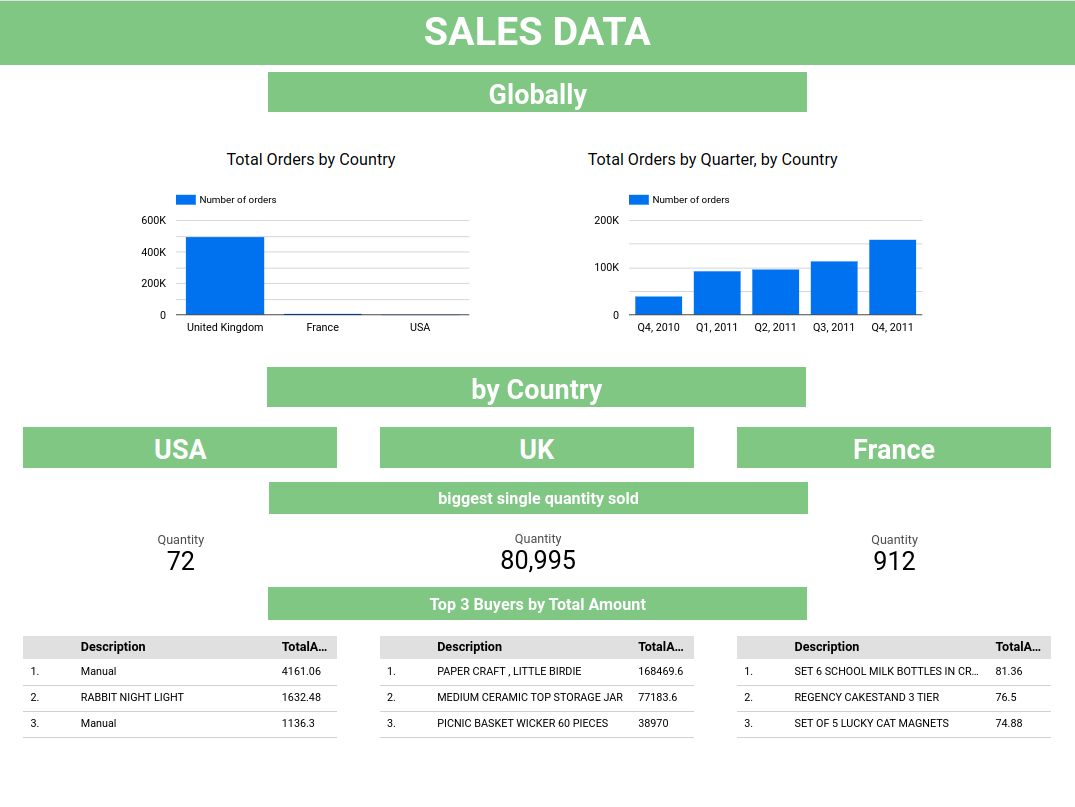 SALES DATA
Globally
Total Orders by Country
Number of orders
600K
400K
200K
0
United Kingdom France USA
Total Orders by Quarter, by Country
Number of orders
200K
100K
0
Q4, 2010 Q1, 2011 Q2, 2011 Q3, 2011 Q4, 2011
by Country
USA UK France
biggest single quantity sold
Quantity Quantity Quantity
72 80,995 912
Top 3 Buyers by Total Amount
Description TotalA...
1. Manual 4161.06
2. RABBIT NIGHT LIGHT 1632.48
3. Manual 1136.3
Description TotalA...
1. PAPER CRAFT , LITTLE BIRDIE 168469.6
2. MEDIUM CERAMIC TOP STORAGE JAR 77183.6
3. PICNIC BASKET WICKER 60 PIECES 38970
Description TotalA...
1. SET 6 SCHOOL MILK BOTTLES IN CR... 81.36
2. REGENCY CAKESTAND 3 TIER 76.5
3. SET OF 5 LUCKY CAT MAGNETS 74.88